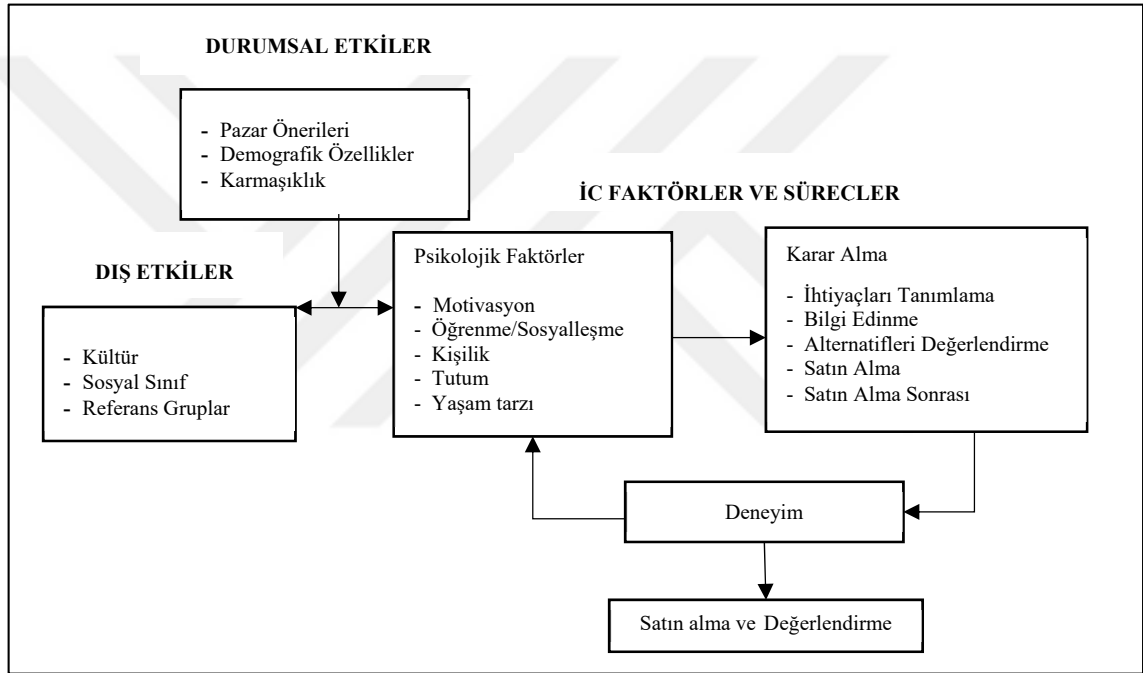 DURUMSAL ETKİLER
- Pazar Önerileri
- Demografik Özellikler
- Karmaşıklık
İC FAKTÖRLER VE SÜRECLER
DIŞ ETKİLER
- Kültür
- Sosyal Sınıf
- Referans Gruplar
Psikolojik Faktörler
- Motivasyon
- Öğrenme/Sosyalleşme
- Kişilik
- Tutum
- Yaşam tarzı
Karar Alma
- İhtiyaçları Tanımlama
- Bilgi Edinme
- Alternatifleri Değerlendirme
- Satın Alma
- Satın Alma Sonrası
Deneyim
Satın alma ve Değerlendirme